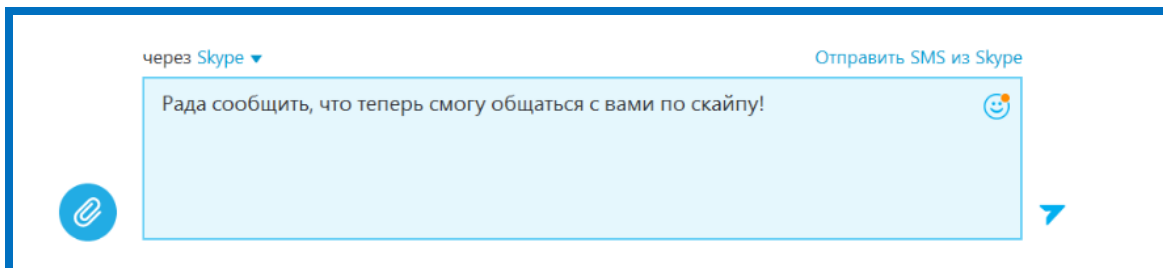 через Skype
Отправить SMS из Skype
Рада сообщить, что теперь смогу общаться с вами по скайпу!